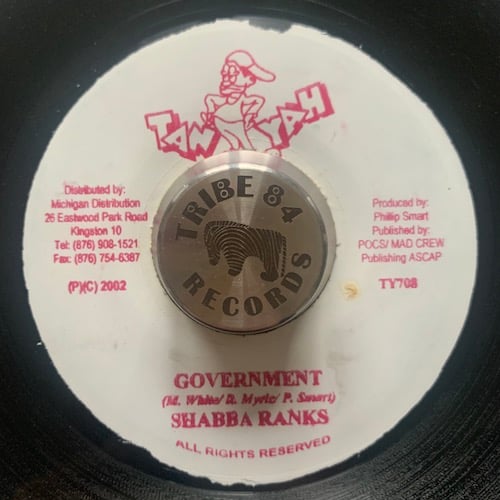 TAN YAH
Distributed by:
Michigan Distribution
26 Eastwood Park Road
Kingston 10
Tel: (876) 908-1521
Fax: (876) 754-6387
(P)(C) 2002
TRIBE 84
RECORDS
Produced by:
Phillip Smart
Published by:
POCS/ MAD CREW
Publishing ASCAP
TY708
GOVERNMENT
(M. White/ R. Myric/ P. Smart)
SHABBA RANKS
ALL RIGHTS RESERVED